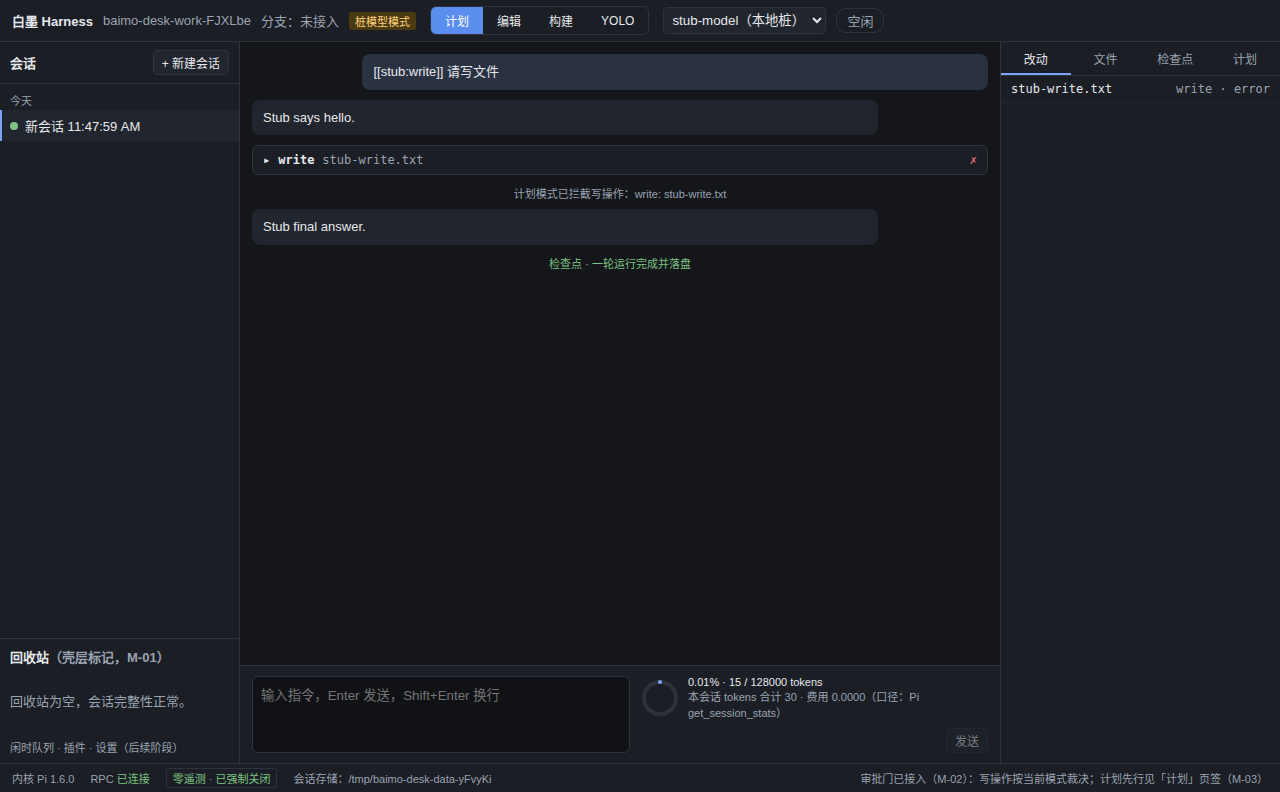 白墨 Harness baimo-desk-work-FJXLbe 分支：未接入 桩模型模式 计划 编辑 构建 YOLO stub-model（本地桩） 空闲
会话 + 新建会话
今天
新会话 11:47:59 AM
回收站（壳层标记，M-01）
回收站为空，会话完整性正常。
闲时队列 · 插件 · 设置（后续阶段）
[[stub:write]] 请写文件
Stub says hello.
▸ write stub-write.txt ✗
计划模式已拦截写操作：write: stub-write.txt
Stub final answer.
检查点 · 一轮运行完成并落盘
输入指令，Enter 发送，Shift+Enter 换行
0.01% · 15 / 128000 tokens
本会话 tokens 合计 30 · 费用 0.0000（口径：Pi
get_session_stats）
发送
改动 文件 检查点 计划
stub-write.txt write · error
内核 Pi 1.6.0 RPC 已连接 零遥测 · 已强制关闭 会话存储：/tmp/baimo-desk-data-yFvyKi 审批门已接入（M-02）：写操作按当前模式裁决；计划先行见「计划」页签（M-03）